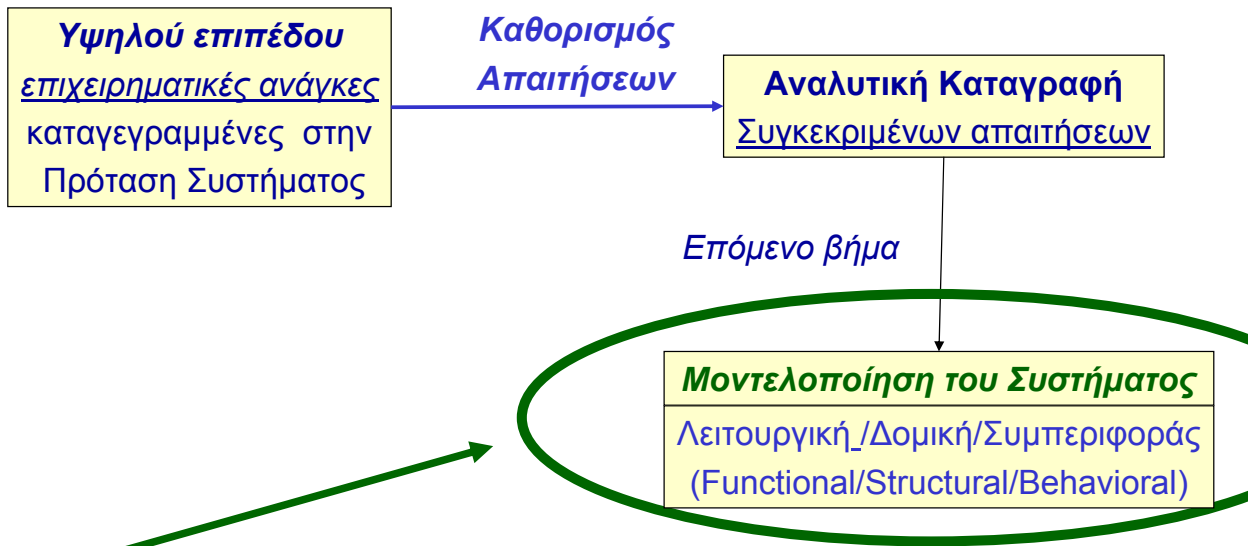 Υψηλού επιπέδου
επιχειρηματικές ανάγκες
καταγεγραμμένες στην
Πρόταση Συστήματος
Καθορισμός
Απαιτήσεων
Αναλυτική Καταγραφή
Συγκεκριμένων απαιτήσεων
Επόμενο βήμα
Μοντελοποίηση του Συστήματος
Λειτουργική /Δομική/Συμπεριφοράς
(Functional/Structural/Behavioral)